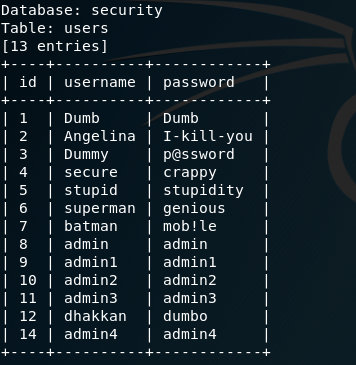 Database: security
Table: users
[13 entries]
+----+----------+------------+
| id | username | password   |
+----+----------+------------+
| 1  | Dumb     | Dumb       |
| 2  | Angelina | I-kill-you |
| 3  | Dummy    | p@ssword   |
| 4  | secure   | crappy     |
| 5  | stupid   | stupidity  |
| 6  | superman | genious    |
| 7  | batman   | mob!le     |
| 8  | admin    | admin      |
| 9  | admin1   | admin1     |
| 10 | admin2   | admin2     |
| 11 | admin3   | admin3     |
| 12 | dhakkan  | dumbo      |
| 14 | admin4   | admin4     |
+----+----------+------------+